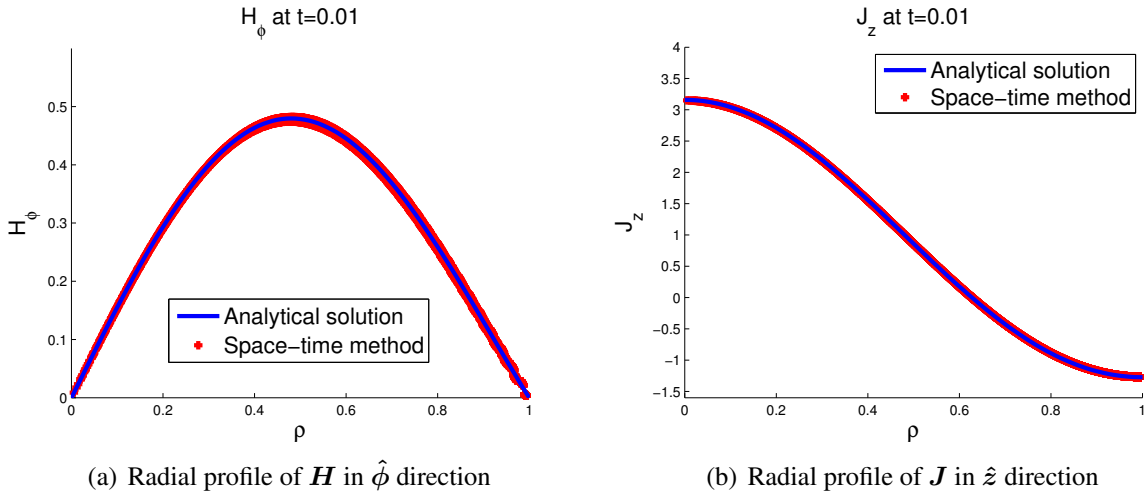 H_ϕ at t=0.01
0.5
0.4
0.3
0.2
0.1
0
H_ϕ
Analytical solution
Space−time method
0 0.2 0.4 0.6 0.8 1
ρ
(a) Radial profile of H in ϕ̂ direction
J_z at t=0.01
4
3.5
3
2.5
2
1.5
1
0.5
0
−0.5
−1
−1.5
J_z
Analytical solution
Space−time method
0 0.2 0.4 0.6 0.8 1
ρ
(b) Radial profile of J in ẑ direction